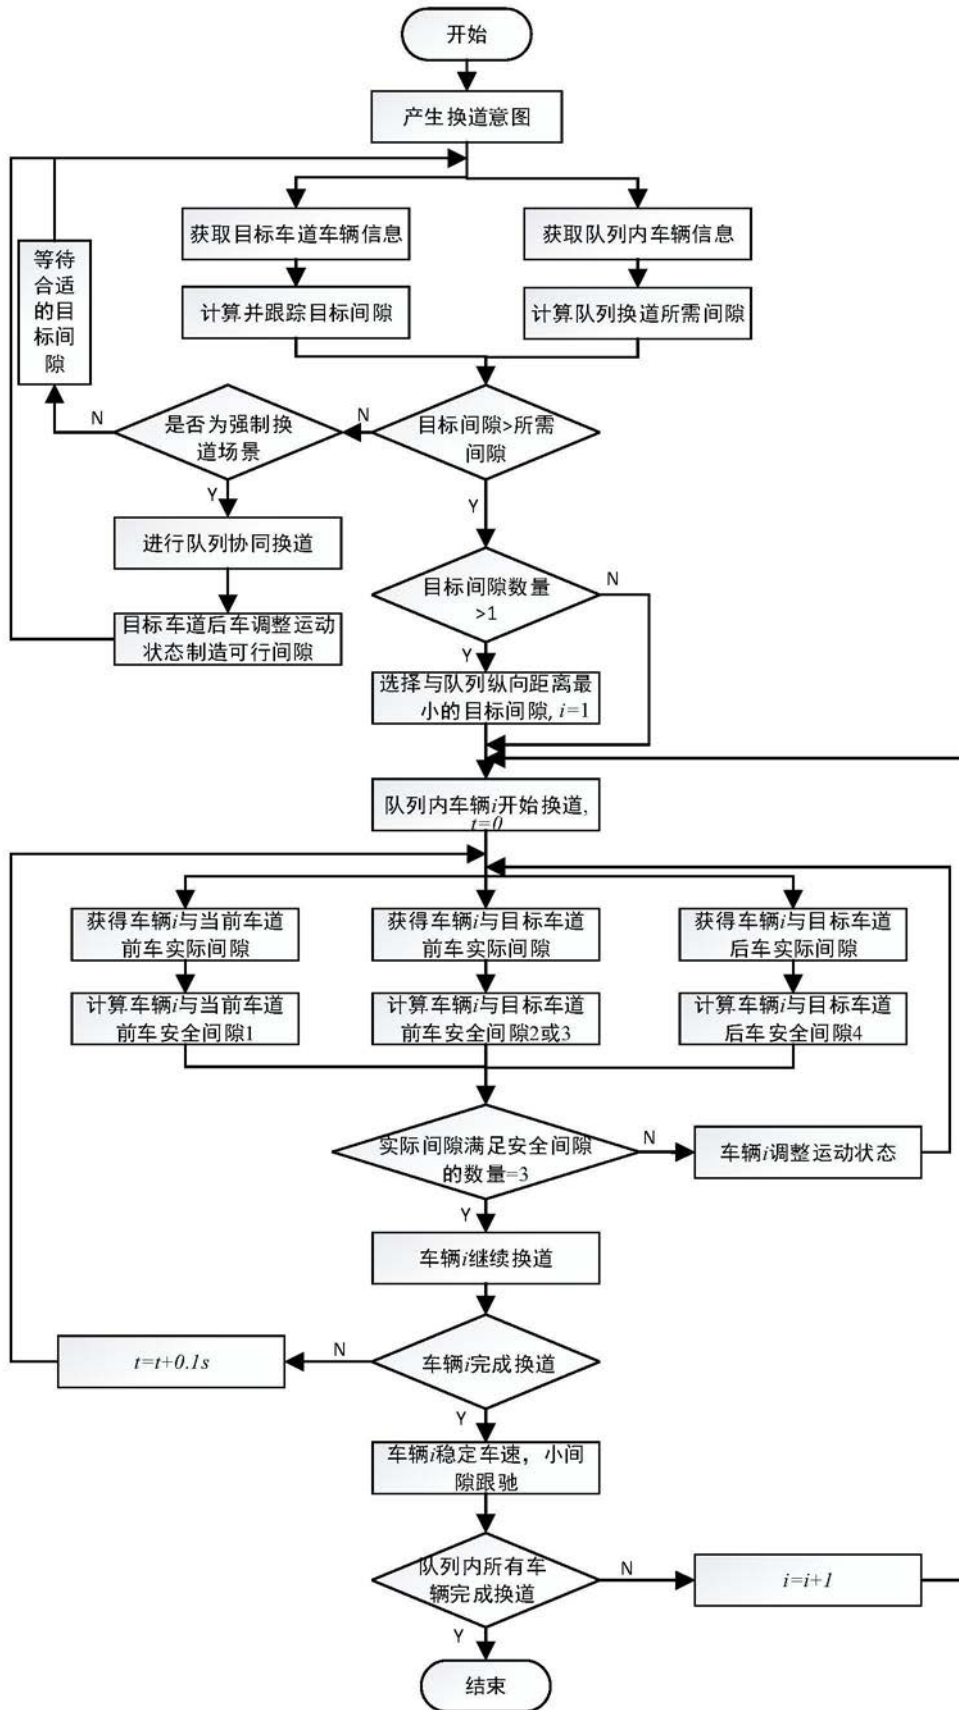 开始
产生换道意图
获取目标车道车辆信息
获取队列内车辆信息
等待
合适
的目
标间
隙
计算并跟踪目标间隙
计算队列换道所需间隙
N
是否为强制换
道场景
N
目标间隙>所需
间隙
Y
Y
进行队列协同换道
目标间隙数量
>1
N
目标车道后车调整运动
状态制造可行间隙
Y
选择与队列纵向距离最
小的目标间隙, i=1
队列内车辆i开始换道,
t=0
获得车辆i与当前车道
前车实际间隙
获得车辆i与目标车道
前车实际间隙
获得车辆i与目标车道
后车实际间隙
计算车辆i与当前车道
前车安全间隙1
计算车辆i与目标车道
前车安全间隙2或3
计算车辆i与目标车道
后车安全间隙4
实际间隙满足安全间隙
的数量=3
N
车辆i调整运动状态
Y
车辆i继续换道
t=t+0.1s
N
车辆i完成换道
Y
车辆i稳定车速，小间
隙跟驰
队列内所有车
辆完成换道
N
i=i+1
Y
结束